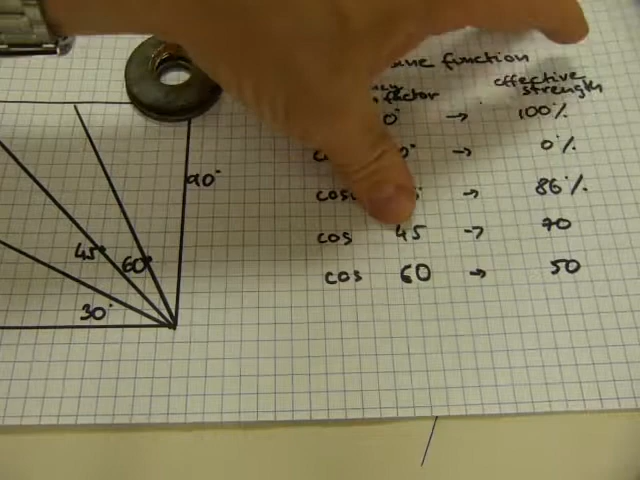 function
effective
factor strength
0° → 100%
0° → 0%
cos → 86%
cos 45 → 70
cos 60 → 50
90°
45°
60°
30°